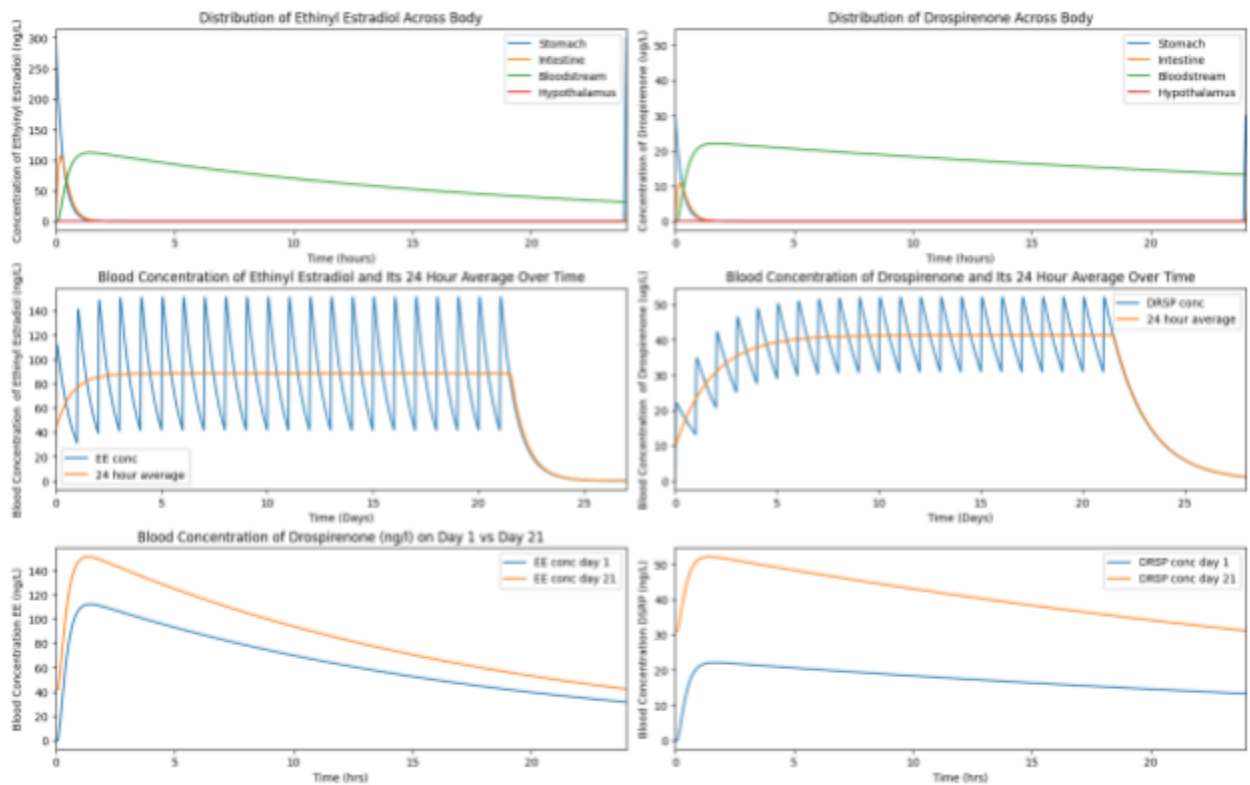 Distribution of Ethinyl Estradiol Across Body
Concentration of Ethyinyl Estradiol (ng/L)
300
250
200
150
100
50
0
Stomach
Intestine
Bloodstream
Hypothalamus
0 5 10 15 20
Time (hours)
Distribution of Drospirenone Across Body
Concentration of Drospirenone (ug/L)
50
40
30
20
10
0
Stomach
Intestine
Bloodstream
Hypothalamus
0 5 10 15 20
Time (hours)
Blood Concentration of Ethinyl Estradiol and Its 24 Hour Average Over Time
Blood Concentration of Ethinyl Estradiol (ng/L)
140
120
100
80
60
40
20
0
EE conc
24 hour average
0 5 10 15 20 25
Time (Days)
Blood Concentration of Drospirenone and Its 24 Hour Average Over Time
Blood Concentration of Drospirenone (ug/L)
50
40
30
20
10
0
DRSP conc
24 hour average
0 5 10 15 20 25
Time (Days)
Blood Concentration of Drospirenone (ng/l) on Day 1 vs Day 21
Blood Concentration EE (ng/L)
140
120
100
80
60
40
20
0
EE conc day 1
EE conc day 21
0 5 10 15 20
Time (hrs)
Blood Concentration DSRP (ng/L)
50
40
30
20
10
0
DRSP conc day 1
DRSP conc day 21
0 5 10 15 20
Time (hrs)